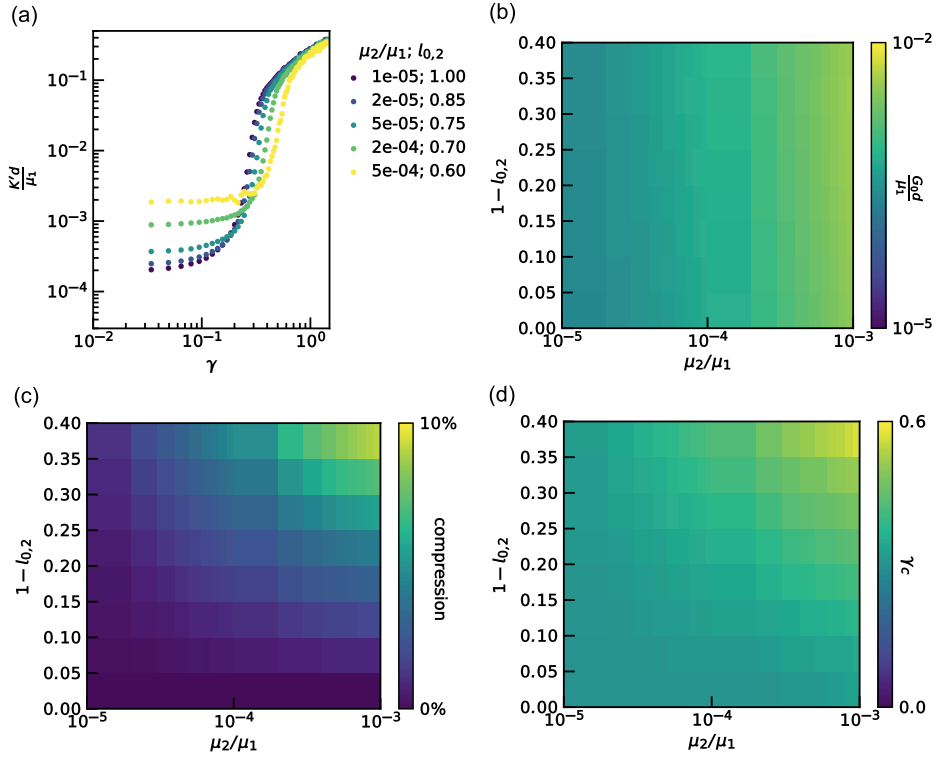 (a)
10⁻¹
10⁻²
10⁻³
10⁻⁴
K'd/μ₁
10⁻² 10⁻¹ 10⁰
γ
μ₂/μ₁; l₀,₂
1e-05; 1.00
2e-05; 0.85
5e-05; 0.75
2e-04; 0.70
5e-04; 0.60
(b)
0.40
0.35
0.30
0.25
0.20
0.15
0.10
0.05
0.00
1 − l₀,₂
10⁻⁵ 10⁻⁴ 10⁻³
μ₂/μ₁
10⁻²
G₀d/μ₁
10⁻⁵
(c)
0.40
0.35
0.30
0.25
0.20
0.15
0.10
0.05
0.00
1 − l₀,₂
10⁻⁵ 10⁻⁴ 10⁻³
μ₂/μ₁
10%
compression
0%
(d)
0.40
0.35
0.30
0.25
0.20
0.15
0.10
0.05
0.00
1 − l₀,₂
10⁻⁵ 10⁻⁴ 10⁻³
μ₂/μ₁
0.6
γc
0.0